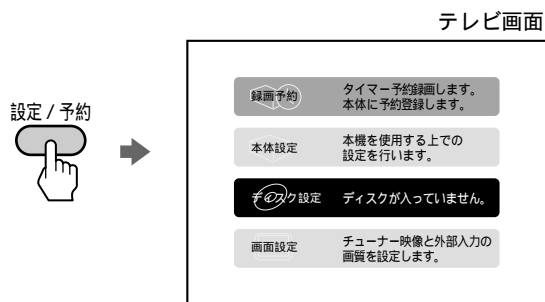 テレビ画面
設定 / 予約
録画予約
タイマー予約録画します。
本体に予約登録します。
本体設定
本機を使用する上での
設定を行います。
ディスク設定
ディスクが入っていません。
画面設定
チューナー映像と外部入力の
画質を設定します。